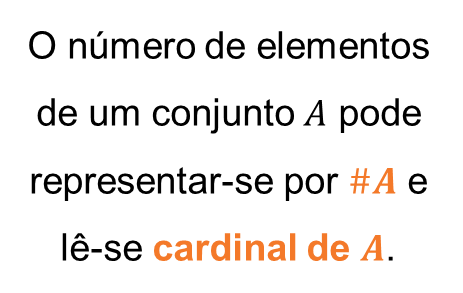 O número de elementos
de um conjunto A pode
representar-se por #A e
lê-se cardinal de A.